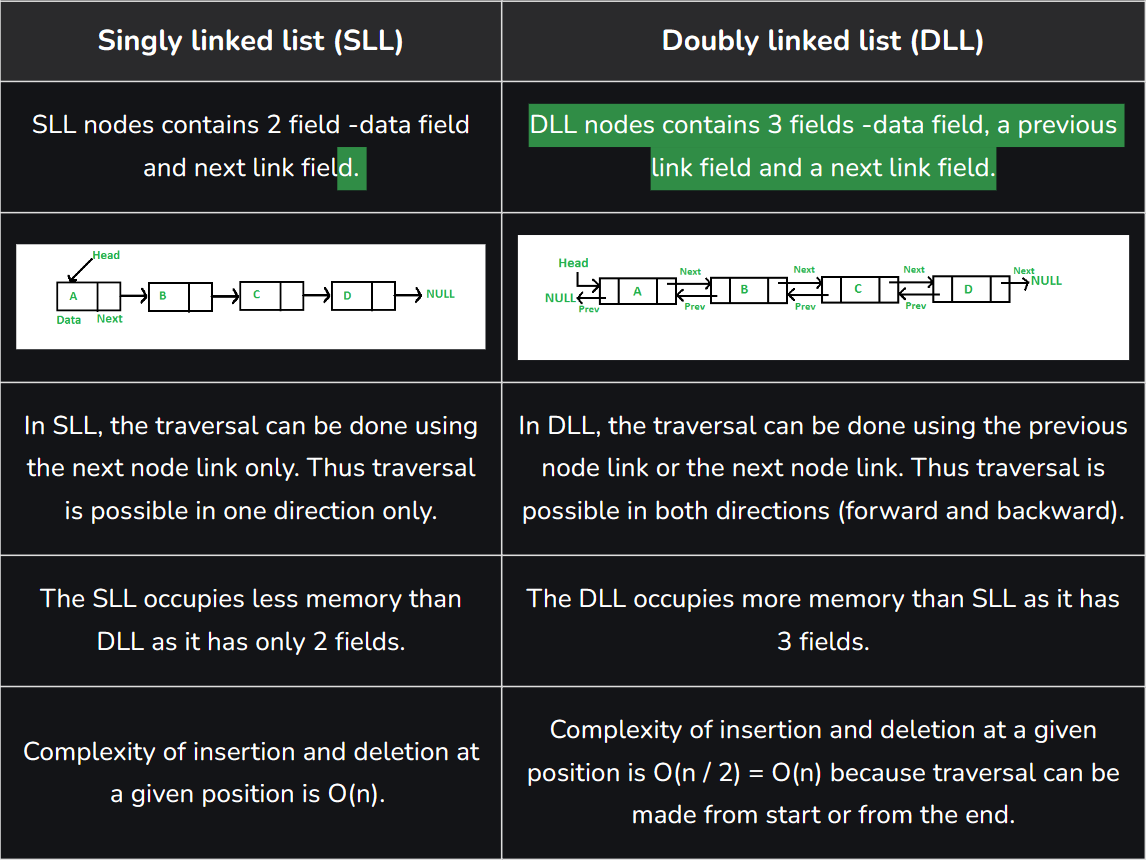 Singly linked list (SLL)
Doubly linked list (DLL)
SLL nodes contains 2 field -data field
and next link field.
DLL nodes contains 3 fields -data field, a previous
link field and a next link field.
Head
A
B
C
D
NULL
Data
Next
Head
Next
Next
Next
Next
NULL
A
B
C
D
NULL
Prev
Prev
Prev
Prev
In SLL, the traversal can be done using
the next node link only. Thus traversal
is possible in one direction only.
In DLL, the traversal can be done using the previous
node link or the next node link. Thus traversal is
possible in both directions (forward and backward).
The SLL occupies less memory than
DLL as it has only 2 fields.
The DLL occupies more memory than SLL as it has
3 fields.
Complexity of insertion and deletion at
a given position is O(n).
Complexity of insertion and deletion at a given
position is O(n / 2) = O(n) because traversal can be
made from start or from the end.